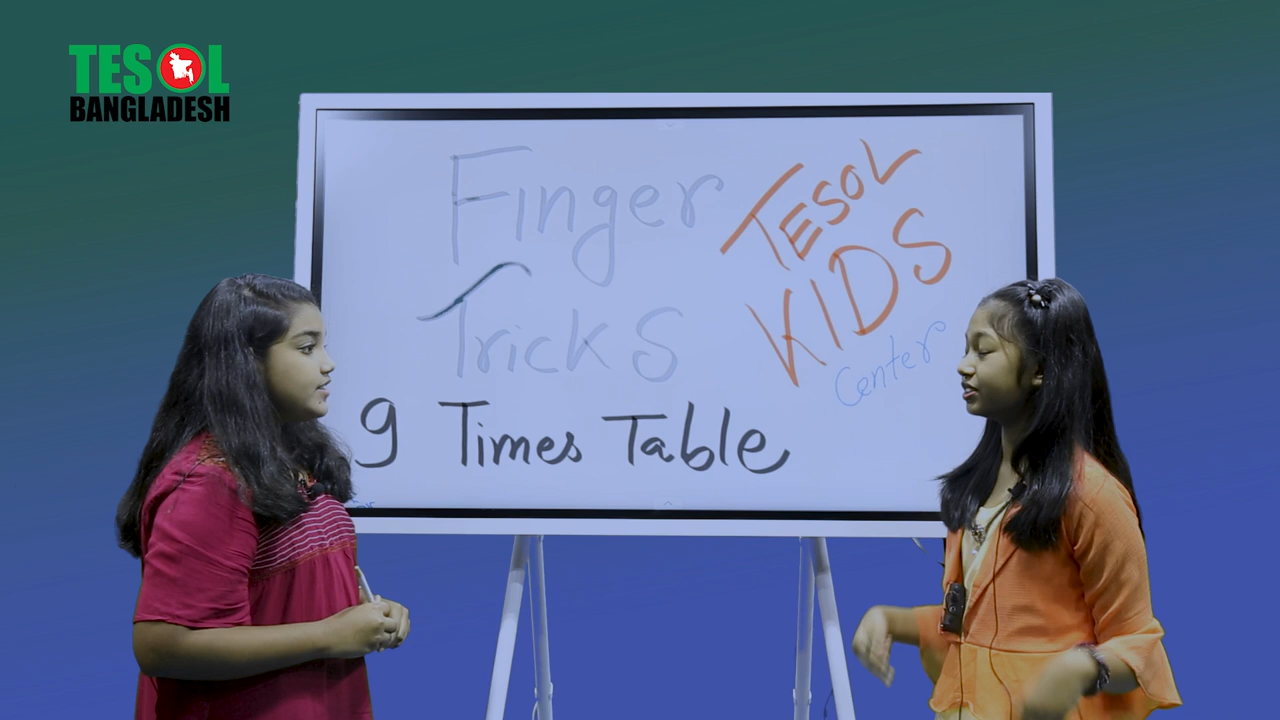 TESOL
BANGLADESH
Finger
Tricks
9 Times Table
TESOL
KIDS
Center